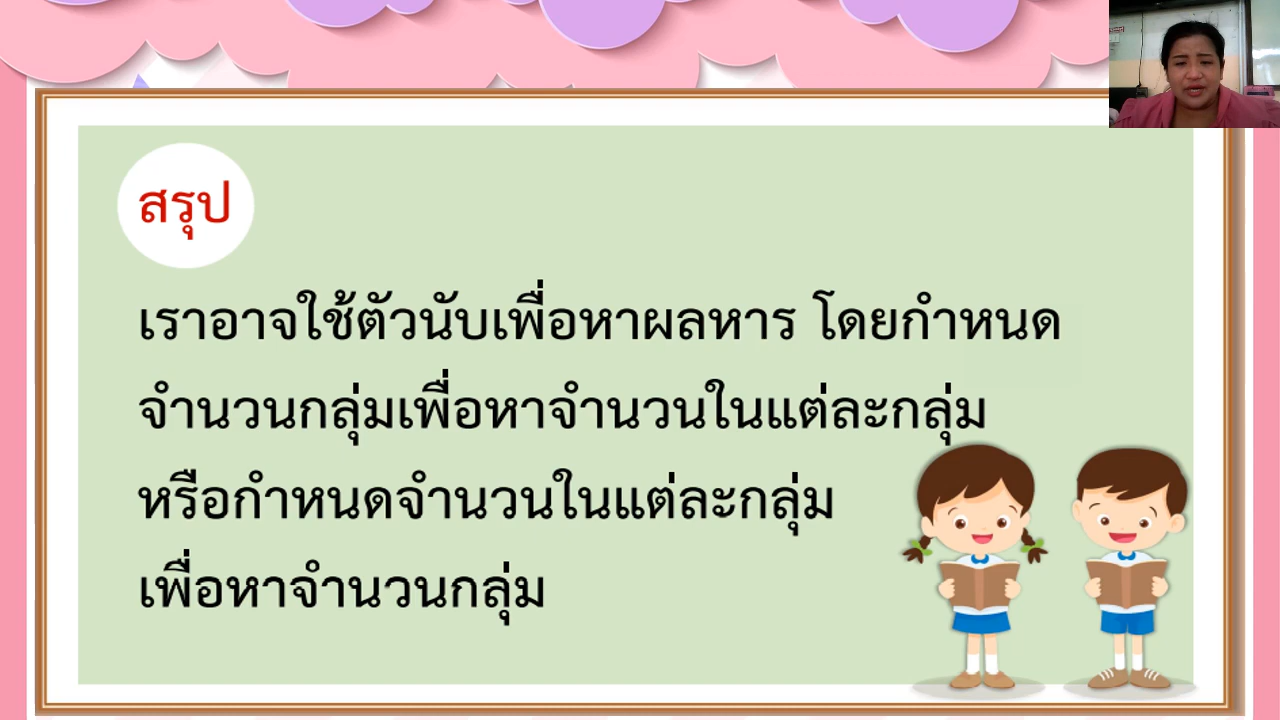 สรุป
เราอาจใช้ตัวนับเพื่อหาผลหาร โดยกำหนด
จำนวนกลุ่มเพื่อหาจำนวนในแต่ละกลุ่ม
หรือกำหนดจำนวนในแต่ละกลุ่ม
เพื่อหาจำนวนกลุ่ม